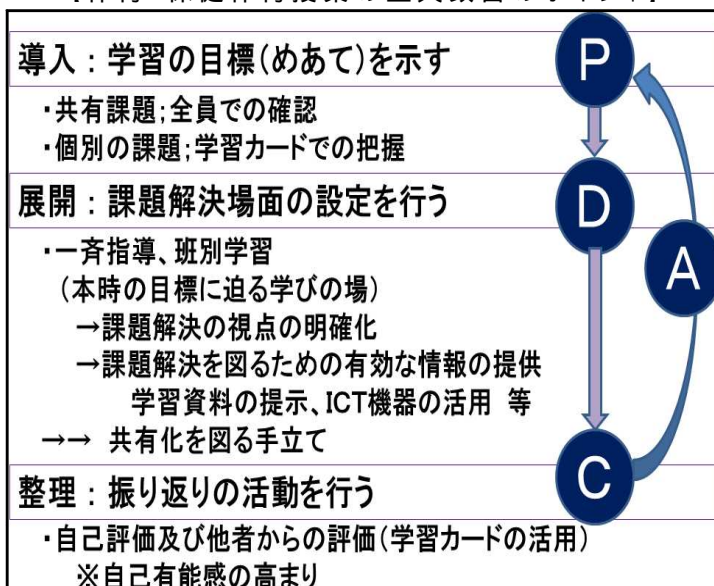 導入：学習の目標(めあて)を示す
・共有課題;全員での確認
・個別の課題;学習カードでの把握
展開：課題解決場面の設定を行う
・一斉指導、班別学習
(本時の目標に迫る学びの場)
→課題解決の視点の明確化
→課題解決を図るための有効な情報の提供
学習資料の提示、ICT機器の活用 等
→→ 共有化を図る手立て
整理：振り返りの活動を行う
・自己評価及び他者からの評価(学習カードの活用)
※自己有能感の高まり
P
D
A
C